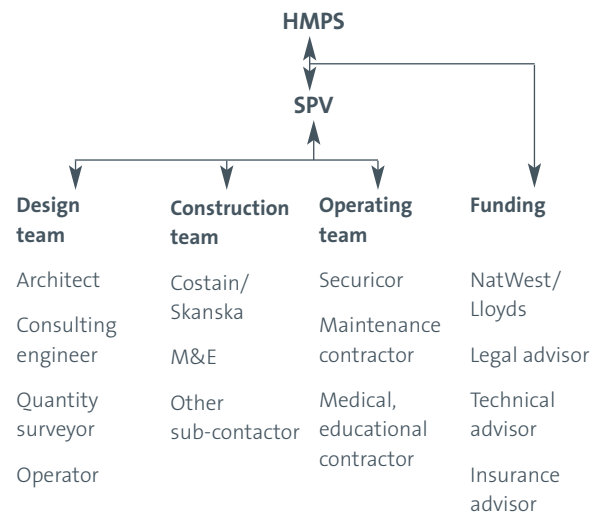 HMPS
SPV
Design
team
Architect
Consulting
engineer
Quantity
surveyor
Operator
Construction
team
Costain/
Skanska
M&E
Other
sub-contactor
Operating
team
Securicor
Maintenance
contractor
Medical,
educational
contractor
Funding
NatWest/
Lloyds
Legal advisor
Technical
advisor
Insurance
advisor